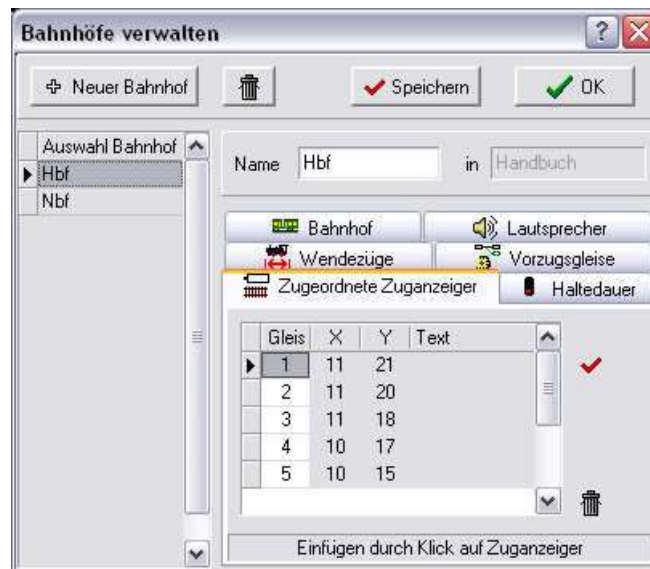 Bahnhöfe verwalten
Neuer Bahnhof Speichern OK
Auswahl Bahnhof
Hbf
Nbf
Name Hbf in Handbuch
Bahnhof Lautsprecher
Wendezüge Vorzugsgleise
Zugeordnete Zuganzeiger Haltedauer
Gleis X Y Text
1 11 21
2 11 20
3 11 18
4 10 17
5 10 15
Einfügen durch Klick auf Zuganzeiger